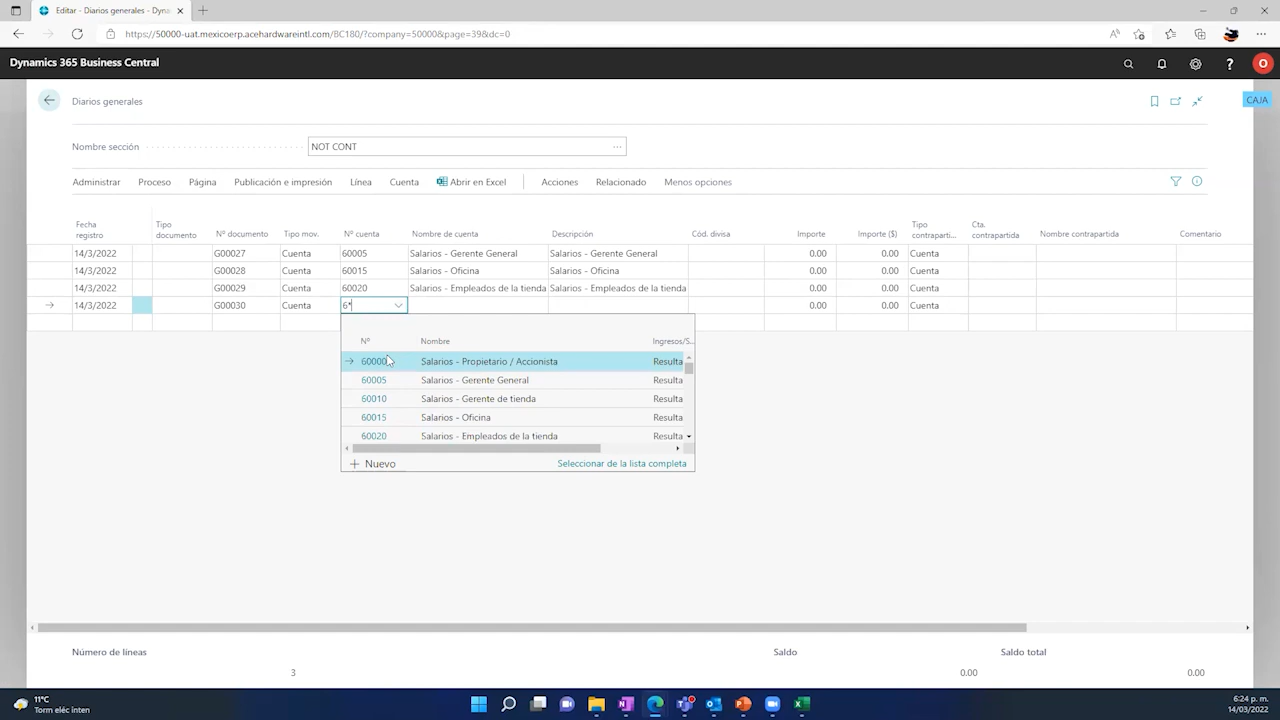 Editar - Diarios generales - Dyna
https://50000-uat.mexicoerp.acehardwareintl.com/BC180/?company=50000&page=39&dc=0
Dynamics 365 Business Central
?
O
Diarios generales
CAJA
Nombre sección
NOT CONT
Administrar Proceso Página Publicación e impresión Línea Cuenta Abrir en Excel Acciones Relacionado Menos opciones
Fecha registro Tipo documento Nº documento Tipo mov. Nº cuenta Nombre de cuenta Descripción Cód. divisa Importe Importe ($) Tipo contraparti... Cta. contrapartida Nombre contrapartida Comentario
14/3/2022 G00027 Cuenta 60005 Salarios - Gerente General Salarios - Gerente General 0.00 0.00 Cuenta
14/3/2022 G00028 Cuenta 60015 Salarios - Oficina Salarios - Oficina 0.00 0.00 Cuenta
14/3/2022 G00029 Cuenta 60020 Salarios - Empleados de la tienda Salarios - Empleados de la tienda 0.00 0.00 Cuenta
14/3/2022 G00030 Cuenta 6* 0.00 0.00 Cuenta
Nº Nombre Ingresos/S...
60000 Salarios - Propietario / Accionista Resulta
60005 Salarios - Gerente General Resulta
60010 Salarios - Gerente de tienda Resulta
60015 Salarios - Oficina Resulta
60020 Salarios - Empleados de la tienda Resulta
+ Nuevo Seleccionar de la lista completa
Número de líneas Saldo Saldo total
3 0.00 0.00
11°C
Torm eléc inten
6:24 p. m.
14/03/2022